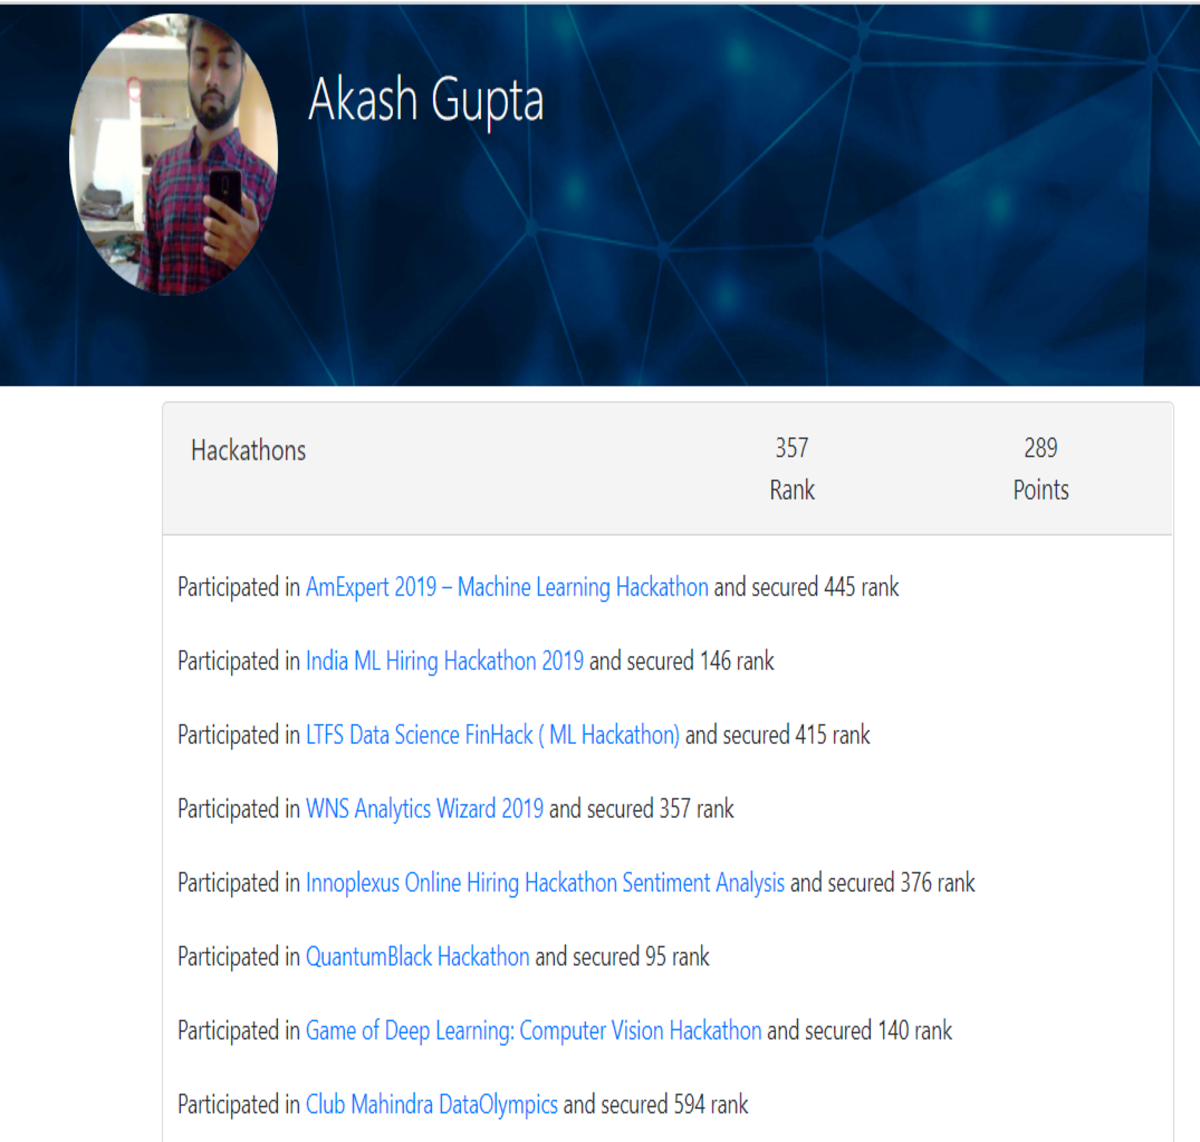 Akash Gupta
Hackathons
357
Rank
289
Points
Participated in AmExpert 2019 – Machine Learning Hackathon and secured 445 rank
Participated in India ML Hiring Hackathon 2019 and secured 146 rank
Participated in LTFS Data Science FinHack ( ML Hackathon) and secured 415 rank
Participated in WNS Analytics Wizard 2019 and secured 357 rank
Participated in Innoplexus Online Hiring Hackathon Sentiment Analysis and secured 376 rank
Participated in QuantumBlack Hackathon and secured 95 rank
Participated in Game of Deep Learning: Computer Vision Hackathon and secured 140 rank
Participated in Club Mahindra DataOlympics and secured 594 rank